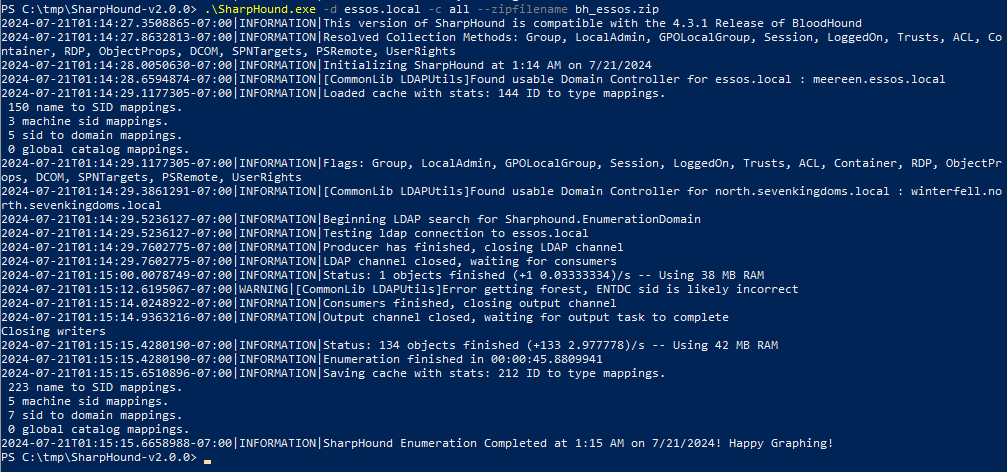 PS C:\tmp\SharpHound-v2.0.0> .\SharpHound.exe -d essos.local -c all --zipfilename bh_essos.zip
2024-07-21T01:14:27.3508865-07:00|INFORMATION|This version of SharpHound is compatible with the 4.3.1 Release of BloodHound
2024-07-21T01:14:27.8632813-07:00|INFORMATION|Resolved Collection Methods: Group, LocalAdmin, GPOLocalGroup, Session, LoggedOn, Trusts, ACL, Co
ntainer, RDP, ObjectProps, DCOM, SPNTargets, PSRemote, UserRights
2024-07-21T01:14:28.0050630-07:00|INFORMATION|Initializing SharpHound at 1:14 AM on 7/21/2024
2024-07-21T01:14:28.6594874-07:00|INFORMATION|[CommonLib LDAPUtils]Found usable Domain Controller for essos.local : meereen.essos.local
2024-07-21T01:14:29.1177305-07:00|INFORMATION|Loaded cache with stats: 144 ID to type mappings.
 150 name to SID mappings.
 3 machine sid mappings.
 5 sid to domain mappings.
 0 global catalog mappings.
2024-07-21T01:14:29.1177305-07:00|INFORMATION|Flags: Group, LocalAdmin, GPOLocalGroup, Session, LoggedOn, Trusts, ACL, Container, RDP, ObjectPr
ops, DCOM, SPNTargets, PSRemote, UserRights
2024-07-21T01:14:29.3861291-07:00|INFORMATION|[CommonLib LDAPUtils]Found usable Domain Controller for north.sevenkingdoms.local : winterfell.no
rth.sevenkingdoms.local
2024-07-21T01:14:29.5236127-07:00|INFORMATION|Beginning LDAP search for Sharphound.EnumerationDomain
2024-07-21T01:14:29.5236127-07:00|INFORMATION|Testing ldap connection to essos.local
2024-07-21T01:14:29.7602775-07:00|INFORMATION|Producer has finished, closing LDAP channel
2024-07-21T01:14:29.7602775-07:00|INFORMATION|LDAP channel closed, waiting for consumers
2024-07-21T01:15:00.0078749-07:00|INFORMATION|Status: 1 objects finished (+1 0.03333334)/s -- Using 38 MB RAM
2024-07-21T01:15:12.6195067-07:00|WARNING|[CommonLib LDAPUtils]Error getting forest, ENTDC sid is likely incorrect
2024-07-21T01:15:14.0248922-07:00|INFORMATION|Consumers finished, closing output channel
2024-07-21T01:15:14.9363216-07:00|INFORMATION|Output channel closed, waiting for output task to complete
Closing writers
2024-07-21T01:15:15.4280190-07:00|INFORMATION|Status: 134 objects finished (+133 2.977778)/s -- Using 42 MB RAM
2024-07-21T01:15:15.4280190-07:00|INFORMATION|Enumeration finished in 00:00:45.8809941
2024-07-21T01:15:15.6510896-07:00|INFORMATION|Saving cache with stats: 212 ID to type mappings.
 223 name to SID mappings.
 5 machine sid mappings.
 7 sid to domain mappings.
 0 global catalog mappings.
2024-07-21T01:15:15.6658988-07:00|INFORMATION|SharpHound Enumeration Completed at 1:15 AM on 7/21/2024! Happy Graphing!
PS C:\tmp\SharpHound-v2.0.0>